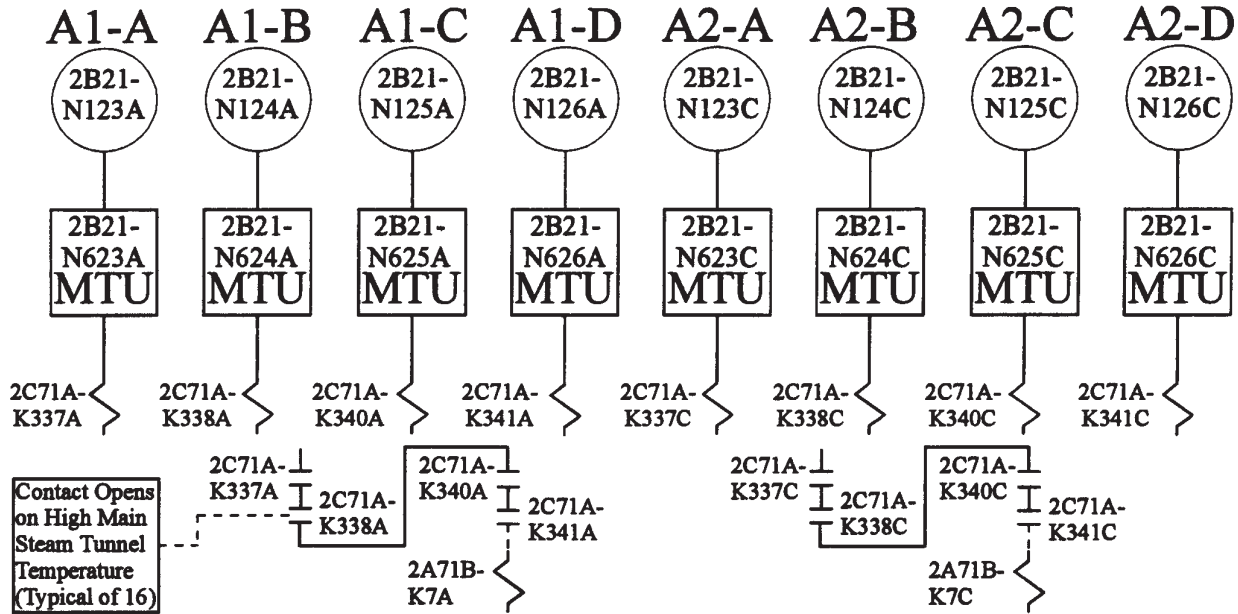 A1-A A1-B A1-C A1-D A2-A A2-B A2-C A2-D
2B21- 2B21- 2B21- 2B21- 2B21- 2B21- 2B21- 2B21-
N123A N124A N125A N126A N123C N124C N125C N126C
2B21- 2B21- 2B21- 2B21- 2B21- 2B21- 2B21- 2B21-
N623A N624A N625A N626A N623C N624C N625C N626C
MTU MTU MTU MTU MTU MTU MTU MTU
2C71A- 2C71A- 2C71A- 2C71A- 2C71A- 2C71A- 2C71A- 2C71A-
K337A K338A K340A K341A K337C K338C K340C K341C
2C71A- 2C71A- 2C71A- 2C71A-
K337A K340A K337C K340C
2C71A- 2C71A- 2C71A- 2C71A-
K338A K341A K338C K341C
2A71B- 2A71B-
K7A K7C
Contact Opens
on High Main
Steam Tunnel
Temperature
(Typical of 16)